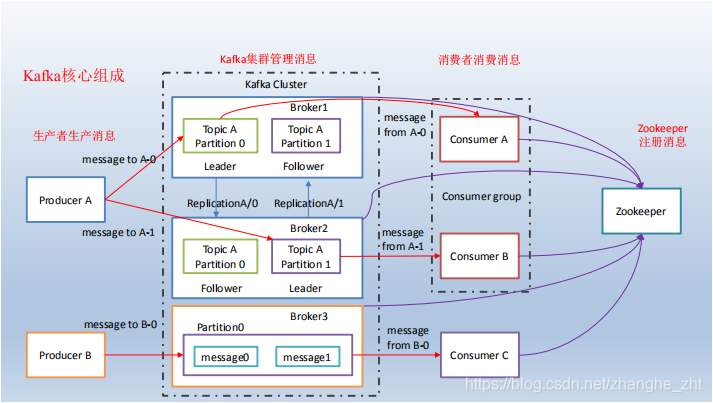 Kafka核心组成
Kafka集群管理消息
消费者消费消息
生产者生产消息
Zookeeper
注册消息
Kafka Cluster
Broker1
Topic A
Partition 0
Topic A
Partition 1
Leader
Follower
message to A-0
Producer A
message to A-1
ReplicationA/0
ReplicationA/1
Broker2
Topic A
Partition 0
Topic A
Partition 1
Follower
Leader
message
from A-0
Consumer A
Consumer group
message
from A-1
Consumer B
Zookeeper
Broker3
Partition0
message0
message1
message to B-0
Producer B
message
from B-0
Consumer C
https://blog.csdn.net/zhanghe_zht